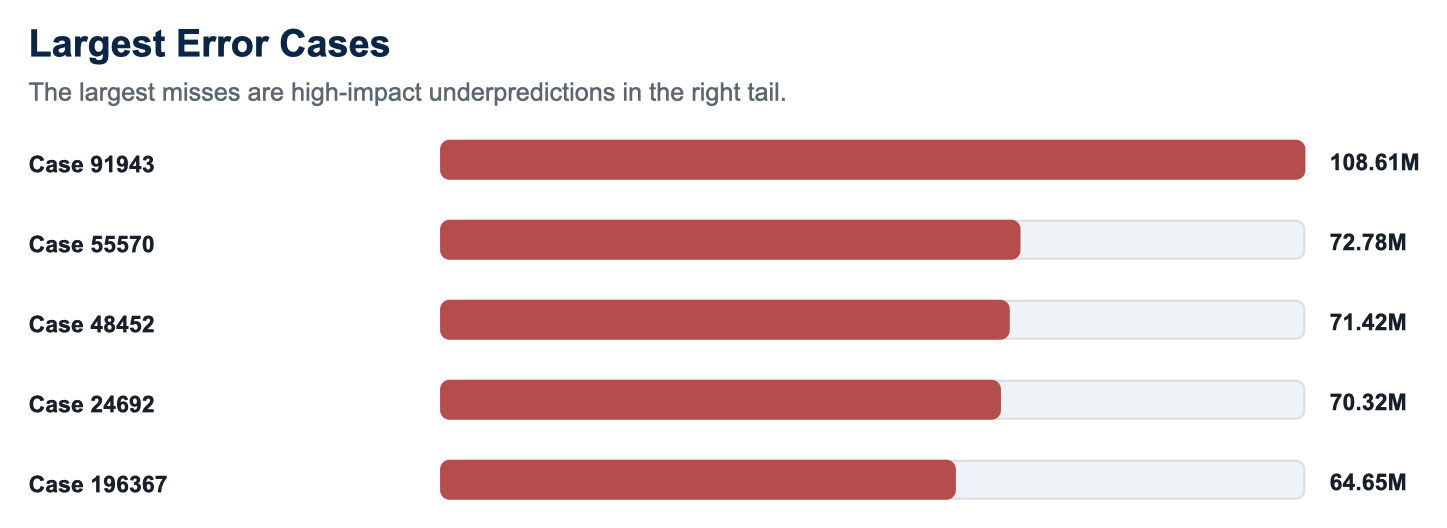 Largest Error Cases
The largest misses are high-impact underpredictions in the right tail.
Case 91943 108.61M
Case 55570 72.78M
Case 48452 71.42M
Case 24692 70.32M
Case 196367 64.65M